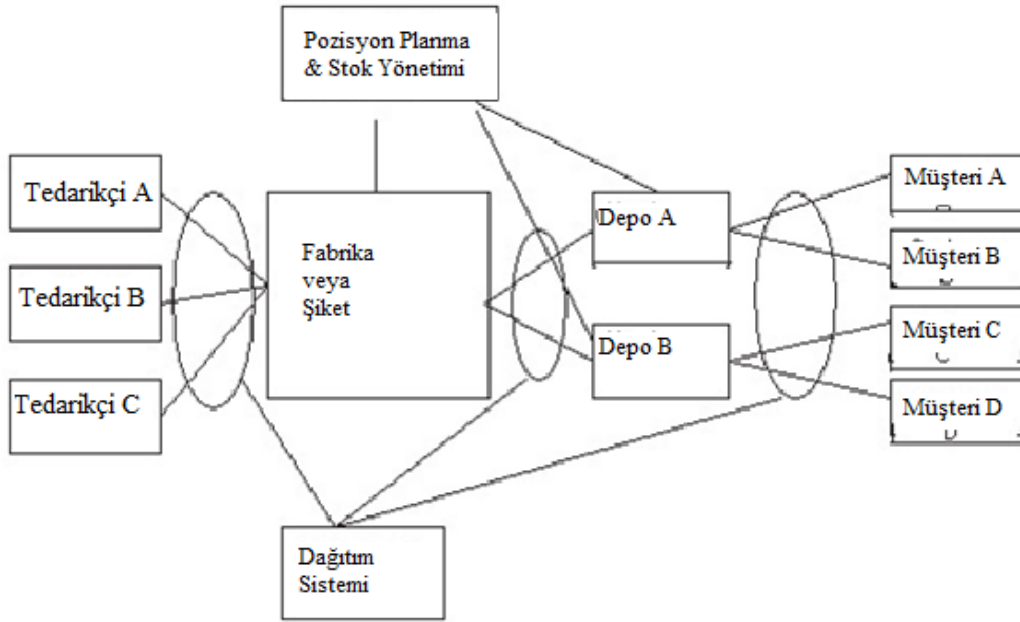 Pozisyon Planma
& Stok Yönetimi
Tedarikçi A
Tedarikçi B
Tedarikçi C
Fabrika
veya
Şiket
Depo A
Depo B
Müşteri A
Müşteri B
Müşteri C
Müşteri D
Dağıtım
Sistemi